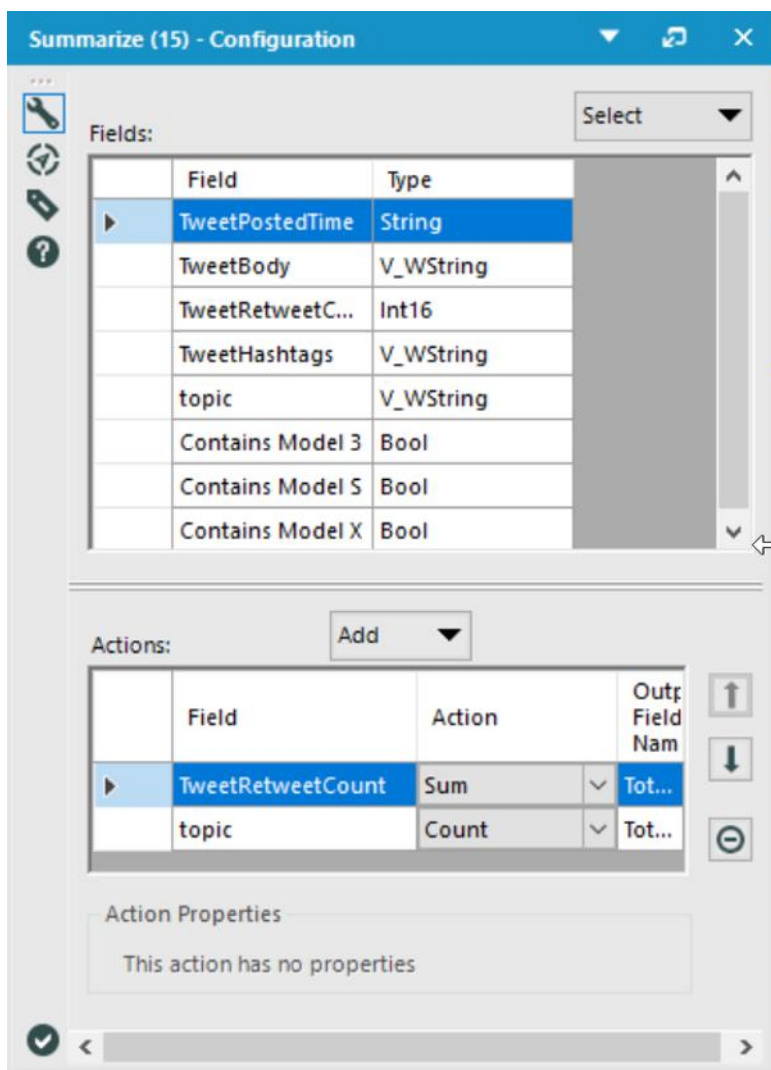 Summarize (15) - Configuration
Select
Fields:
Field Type
TweetPostedTime String
TweetBody V_WString
TweetRetweetC... Int16
TweetHashtags V_WString
topic V_WString
Contains Model 3 Bool
Contains Model S Bool
Contains Model X Bool
Actions:
Add
Field Action Outp
Field
Nam
TweetRetweetCount Sum Tot...
topic Count Tot...
Action Properties
This action has no properties